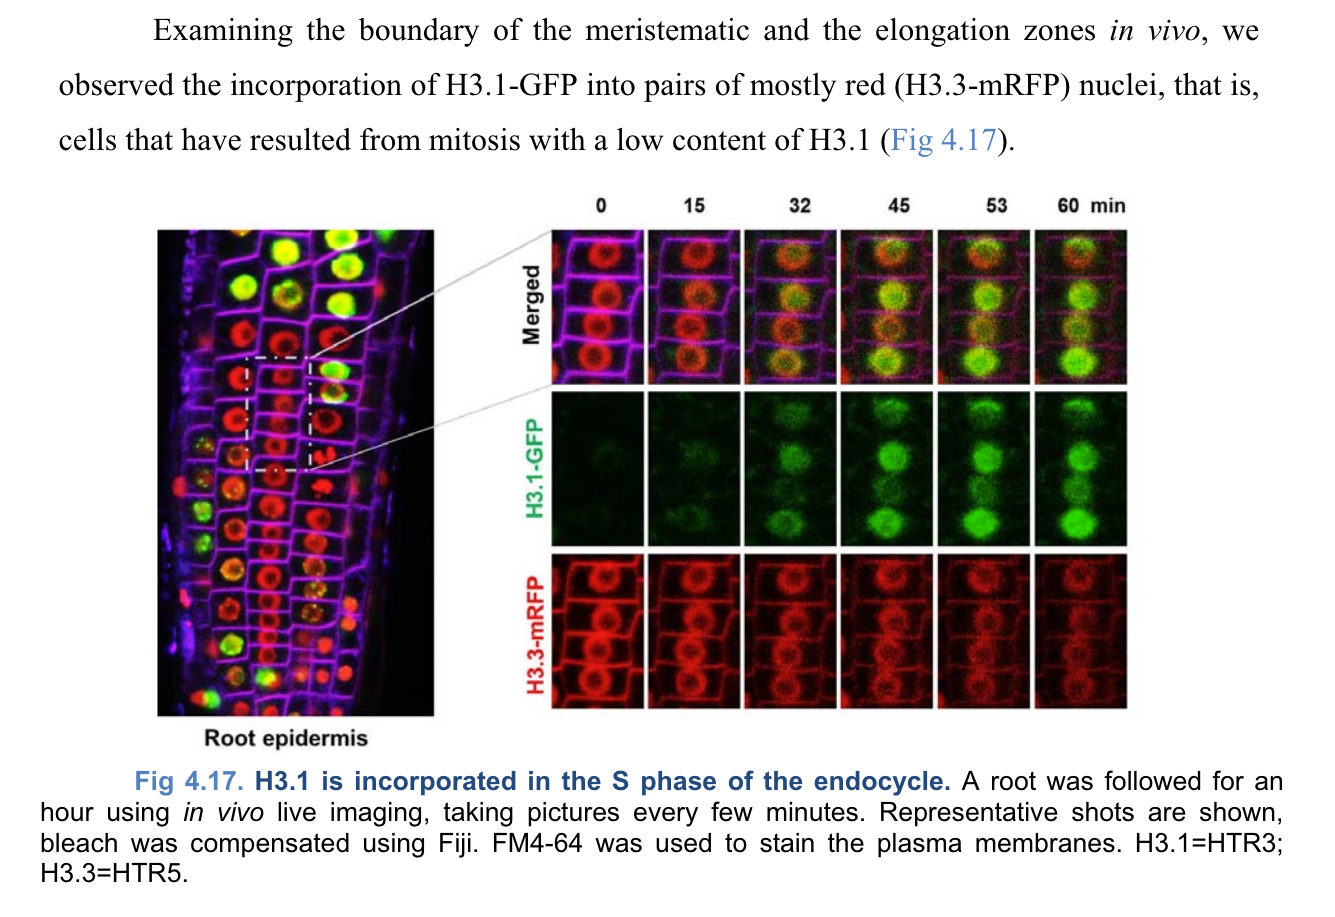 Examining the boundary of the meristematic and the elongation zones in vivo, we
observed the incorporation of H3.1-GFP into pairs of mostly red (H3.3-mRFP) nuclei, that is,
cells that have resulted from mitosis with a low content of H3.1 (Fig 4.17).
0 15 32 45 53 60 min
Merged
H3.1-GFP
H3.3-mRFP
Root epidermis
Fig 4.17. H3.1 is incorporated in the S phase of the endocycle. A root was followed for an
hour using in vivo live imaging, taking pictures every few minutes. Representative shots are shown,
bleach was compensated using Fiji. FM4-64 was used to stain the plasma membranes. H3.1=HTR3;
H3.3=HTR5.